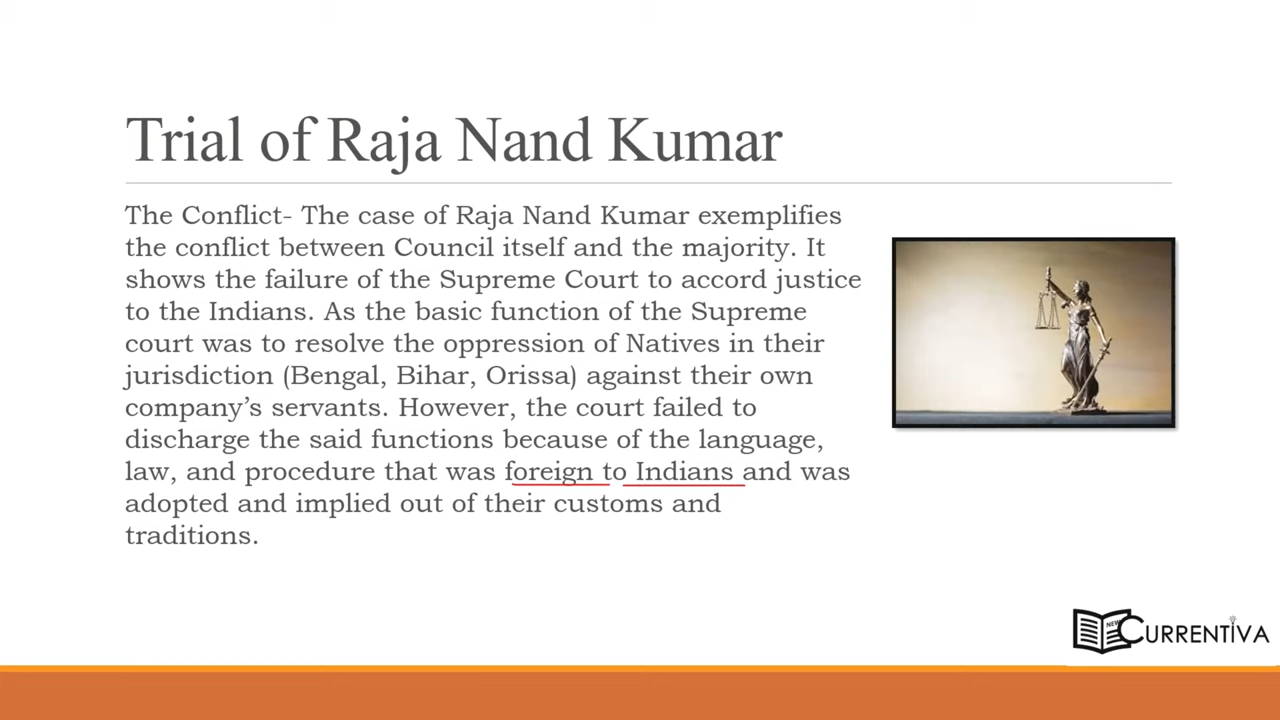 Trial of Raja Nand Kumar
The Conflict- The case of Raja Nand Kumar exemplifies
the conflict between Council itself and the majority. It
shows the failure of the Supreme Court to accord justice
to the Indians. As the basic function of the Supreme
court was to resolve the oppression of Natives in their
jurisdiction (Bengal, Bihar, Orissa) against their own
company’s servants. However, the court failed to
discharge the said functions because of the language,
law, and procedure that was foreign to Indians and was
adopted and implied out of their customs and
traditions.
NEW
CURRENTIVA